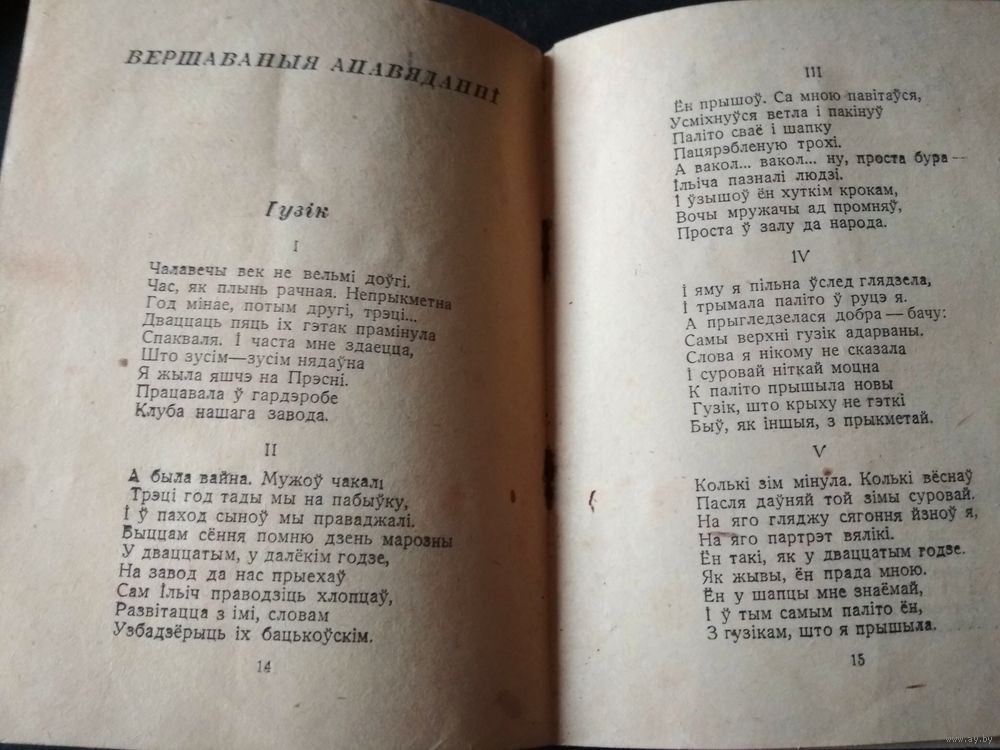 ВЕРШАВАНЫЯ АПАВЯДАННІ
Гузік
I
Чалавечы век не вельмі доўгі.
Час, як плынь рачная. Непрыкметна
Год мінае, потым другі, трэці...
Дваццаць пяць іх гэтак прамінула
Спакваля. І часта мне здаецца,
Што зусім—зусім нядаўна
Я жыла яшчэ на Прэсні.
Працавала ў гардэробе
Клуба нашага завода.
II
А была вайна. Мужоў чакалі
Трэці год тады мы на пабыўку,
І ў паход сыноў мы праваджалі.
Быццам сёння помню дзень марозны
У дваццатым, у далёкім годзе,
На завод да нас прыехаў
Сам Ільіч праводзіць хлопцаў,
Развітацца з імі, словам
Узбадзёрыць іх бацькоўскім.
14
III
Ён прышоў. Са мною павітаўся,
Усміхнуўся ветла і пакінуў
Паліто сваё і шапку
Пацярэбленую трохі.
А вакол... вакол... ну, проста бура—
Ільіча пазналі людзі.
І ўзышоў ён хуткім крокам,
Вочы мружачы ад промняў,
Проста ў залу да народа.
IV
І яму я пільна ўслед глядзела,
І трымала паліто ў руцэ я.
А прыгледзелася добра — бачу:
Самы верхні гузік адарваны.
Слова я нікому не сказала
І суровай ніткай моцна
К паліто прышыла новы
Гузік, што крыху не тэткі
Быў, як іншыя, з прыкметай.
V
Колькі зім мінула. Колькі вёснаў
Пасля даўняй той зімы суровай.
На яго гляджу сягоння йзноў я,
На яго партрэт вялікі.
Ён такі, як у дваццатым годзе.
Як жывы, ён прада мною.
Ён у шапцы мне знаёмай,
І ў тым самым паліто ён,
З гузікам, што я прышыла.
15
www.ay.by